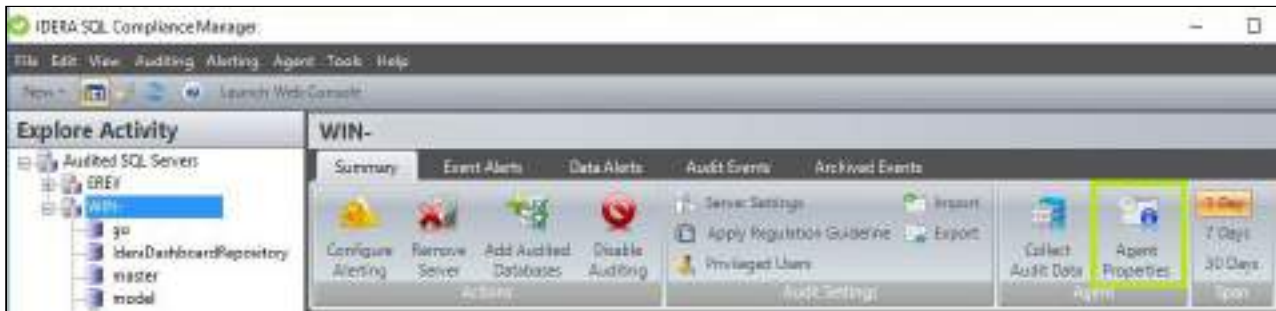 IDERA SQL Compliance Manager
File Edit View Auditing Alerting Agent Tools Help
New Launch Web Console
Explore Activity
Audited SQL Servers
WIN-
go
IderaDashboardRepository
master
model
WIN-
Summary Event Alerts Data Alerts Audit Events Archived Events
Configure Alerting
Remove Server
Add Audited Databases
Disable Auditing
Actions
Server Settings
Apply Regulation Guideline
Privileged Users
Import
Export
Audit Settings
Collect Audit Data
Agent Properties
Agent
1 Day
7 Days
30 Days
Span